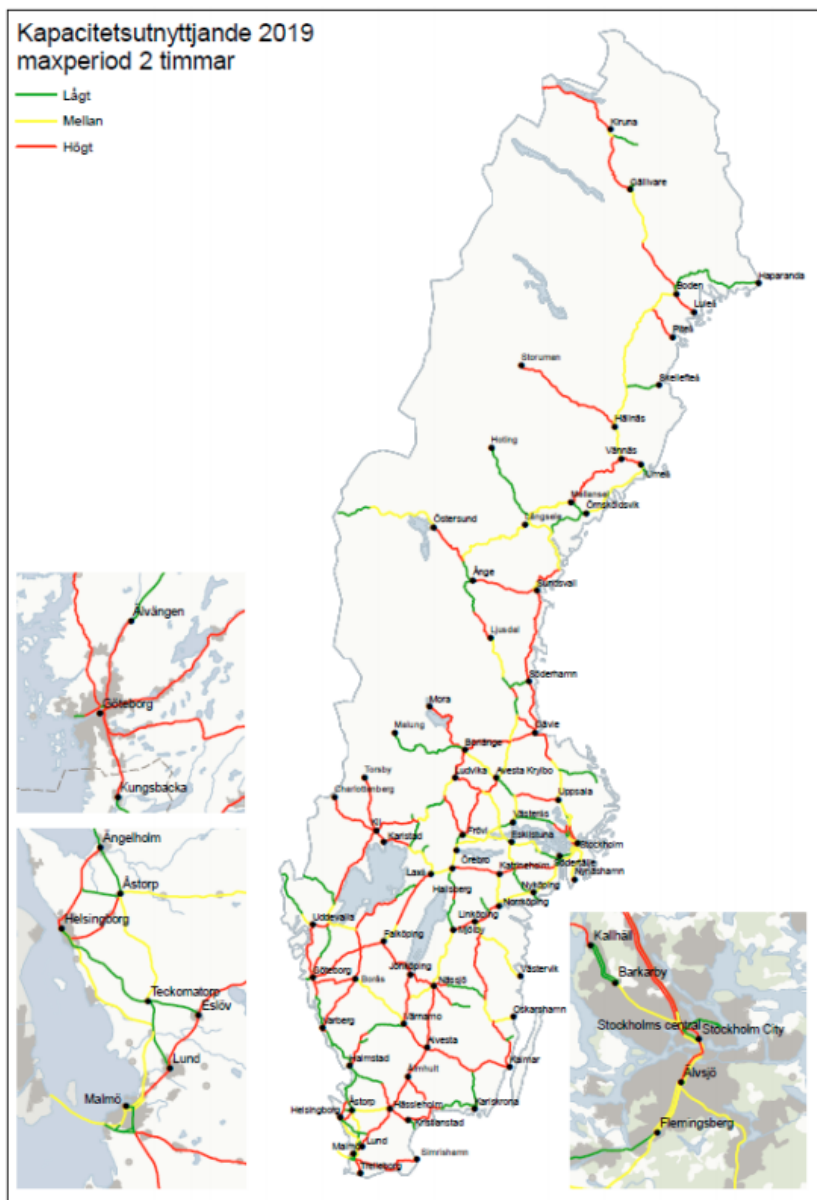 Kapacitetsutnyttjande 2019
maxperiod 2 timmar
Lågt
Mellan
Högt
Kiruna
Gällivare
Haparanda
Boden
Luleå
Piteå
Storuman
Skellefteå
Hällnäs
Hoting
Vännäs
Umeå
Mellansel
Örnsköldsvik
Östersund
Långsele
Ånge
Sundsvall
Ljusdal
Söderhamn
Mora
Malung
Gävle
Borlänge
Torsby
Ludvika
Avesta Krylbo
Charlottenberg
Uppsala
Kil
Karlstad
Frövi
Västerås
Eskilstuna
Stockholm
Örebro
Södertälje
Laxå
Katrineholm
Nynäshamn
Hallsberg
Nyköping
Norrköping
Linköping
Mjölby
Uddevalla
Falköping
Göteborg
Borås
Jönköping
Nässjö
Västervik
Varberg
Värnamo
Oskarshamn
Alvesta
Halmstad
Älmhult
Kalmar
Helsingborg
Åstorp
Hässleholm
Kristianstad
Karlskrona
Malmö
Lund
Simrishamn
Trelleborg
Älvängen
Göteborg
Kungsbacka
Ängelholm
Åstorp
Helsingborg
Teckomatorp
Eslöv
Lund
Malmö
Kallhäll
Barkarby
Stockholms central
Stockholm City
Älvsjö
Flemingsberg